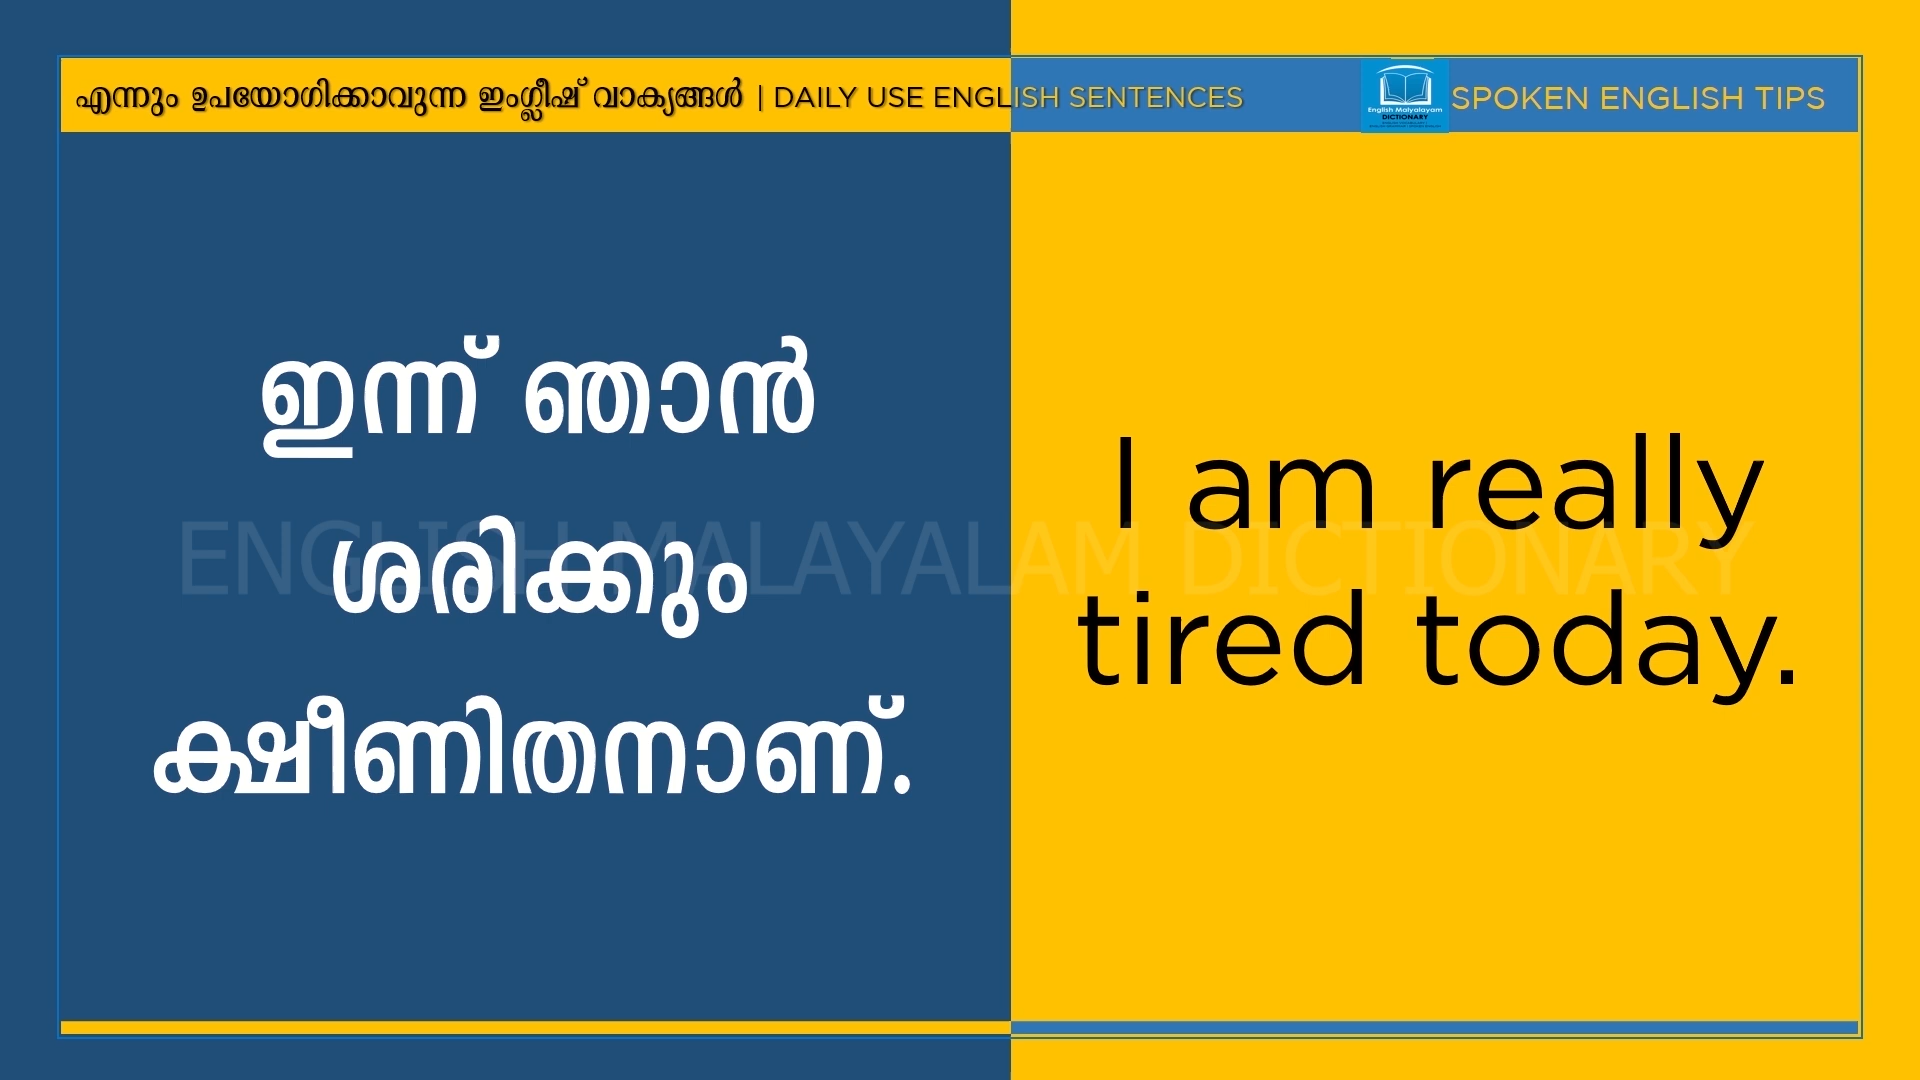 എന്നും ഉപയോഗിക്കാവുന്ന ഇംഗ്ലീഷ് വാക്യങ്ങൾ | DAILY USE ENGLISH SENTENCES
English Malyalayam
DICTIONARY
SPOKEN ENGLISH TIPS
ഇന്ന് ഞാൻ
ശരിക്കും
ക്ഷീണിതനാണ്.
I am really
tired today.
ENGLISH MALAYALAM DICTIONARY